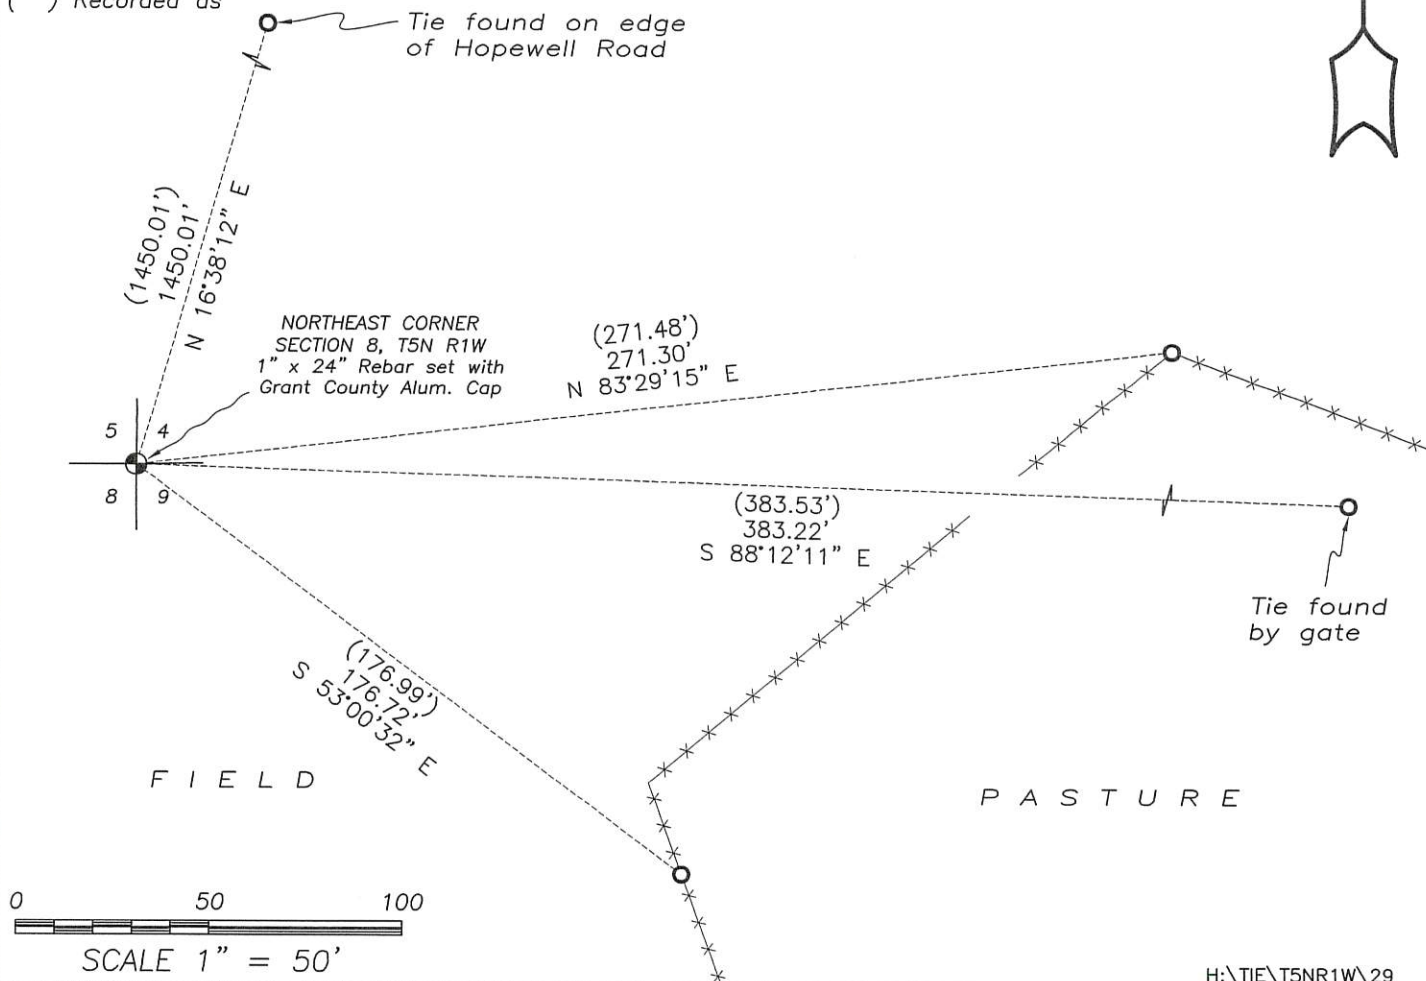 ( ) Recorded as
Tie found on edge
of Hopewell Road
(1450.01')
1450.01'
N 16°38'12" E
NORTHEAST CORNER
SECTION 8, T5N R1W
1" x 24" Rebar set with
Grant County Alum. Cap
(271.48')
271.30'
N 83°29'15" E
5 4
8 9
(383.53')
383.22'
S 88°12'11" E
Tie found
by gate
(176.99')
176.72'
S 53°00'32" E
F I E L D
P A S T U R E
0 50 100
SCALE 1" = 50'
H:\TIE\T5NR1W\29